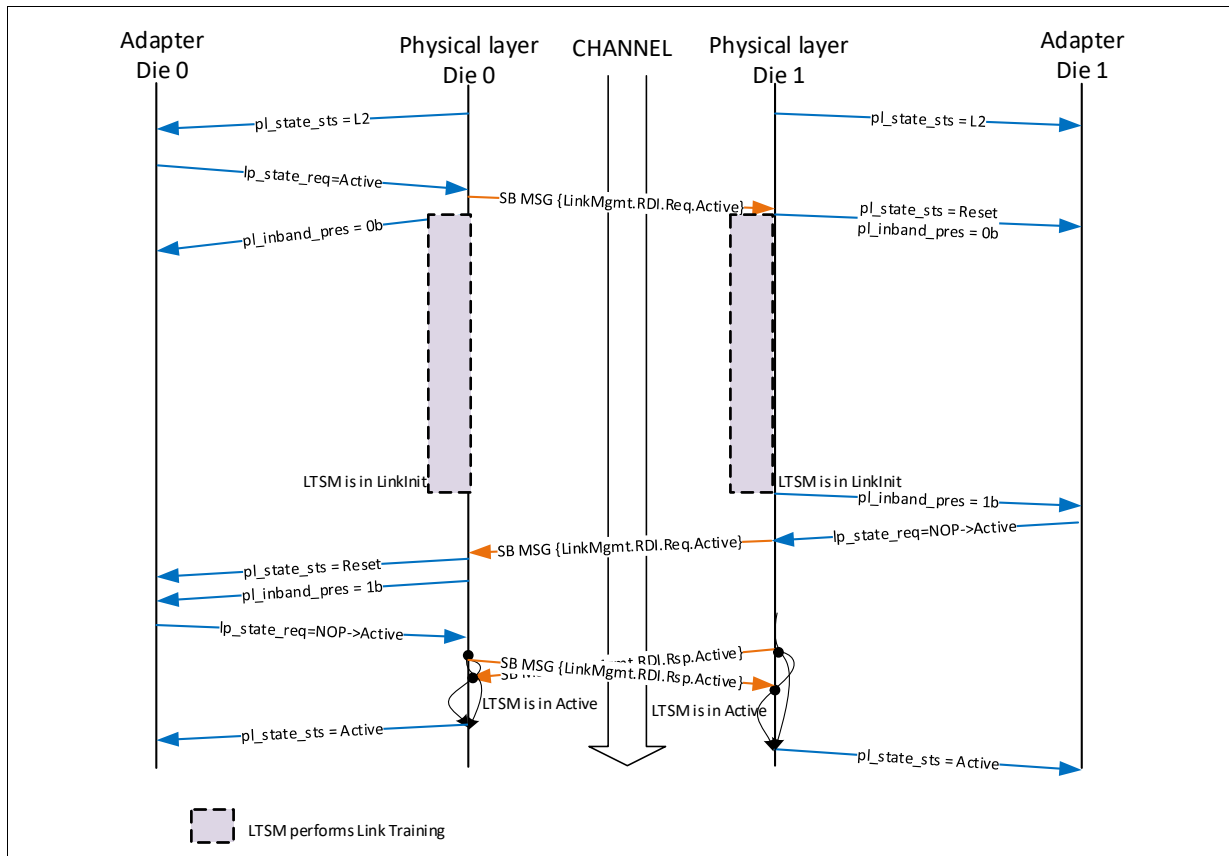 Adapter
Die 0
Physical layer
Die 0
CHANNEL
Physical layer
Die 1
Adapter
Die 1
pl_state_sts = L2
pl_state_sts = L2
lp_state_req=Active
SB MSG {LinkMgmt.RDI.Req.Active}
pl_state_sts = Reset
pl_inband_pres = 0b
pl_inband_pres = 0b
LTSM is in LinkInit
LTSM is in LinkInit
pl_inband_pres = 1b
lp_state_req=NOP->Active
SB MSG {LinkMgmt.RDI.Req.Active}
pl_state_sts = Reset
pl_inband_pres = 1b
lp_state_req=NOP->Active
mt.RDI.Rsp.Active}
SB MSG {LinkMgmt.RDI.Rsp.Active}
LTSM is in Active
LTSM is in Active
pl_state_sts = Active
pl_state_sts = Active
LTSM performs Link Training